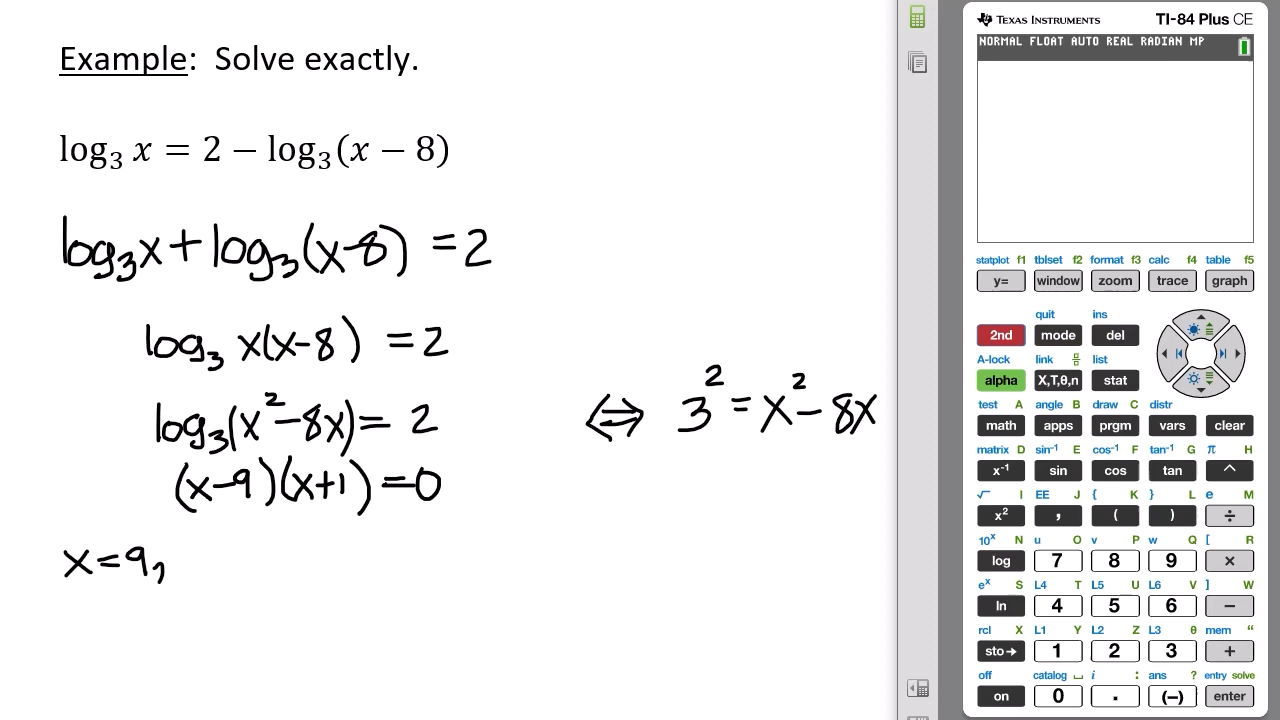 Example: Solve exactly.
log₃ x = 2 − log₃(x − 8)
log₃x + log₃(x-8) = 2
log₃ x(x-8) = 2
log₃(x²-8x) = 2 ⇔ 3² = x² - 8x
(x-9)(x+1) = 0
x = 9,
TEXAS INSTRUMENTS TI-84 Plus CE
NORMAL FLOAT AUTO REAL RADIAN MP
statplot f1 tblset f2 format f3 calc f4 table f5
y= window zoom trace graph
quit ins
2nd mode del
A-lock link list
alpha X,T,θ,n stat
test A angle B draw C distr
math apps prgm vars clear
matrix D sin⁻¹ E cos⁻¹ F tan⁻¹ G π H
x⁻¹ sin cos tan ^
√ I EE J { K } L e M
x² , ( ) ÷
10ˣ N u O v P w Q [ R
log 7 8 9 ×
eˣ S L4 T L5 U L6 V ] W
ln 4 5 6 −
rcl X L1 Y L2 Z L3 θ mem “
sto→ 1 2 3 +
off catalog ⎵ i : ans ? entry solve
on 0 . (−) enter